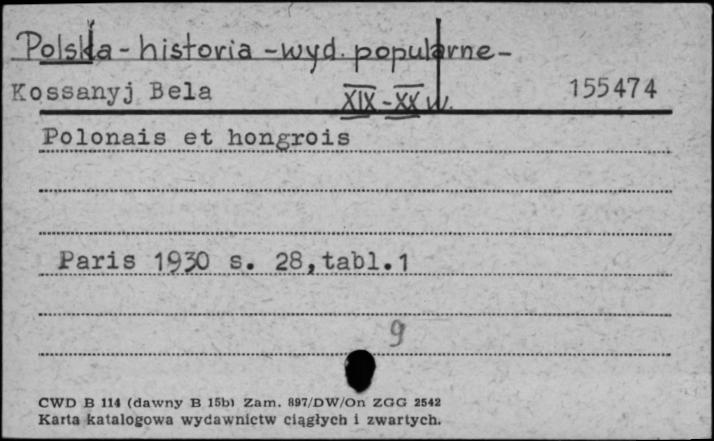 Polska - historia - wyd. popularne -
Kossanyj Bela XIX - XX w. 155474
Polonais et hongrois
Paris 1930 s. 28,tabl.1
9
CWD B 114 (dawny B 15b) Zam. 897/DW/On ZGG 2542
Karta katalogowa wydawnictw ciągłych i zwartych.